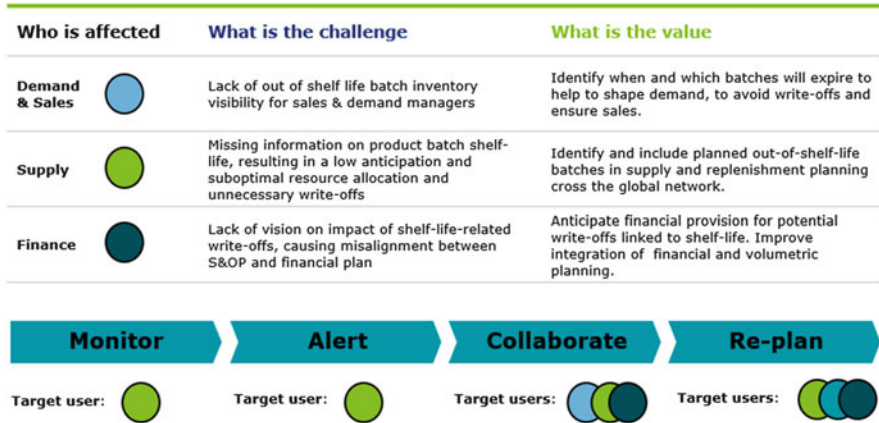 Who is affected What is the challenge What is the value
Demand
& Sales
Lack of out of shelf life batch inventory
visibility for sales & demand managers
Identify when and which batches will expire to
help to shape demand, to avoid write-offs and
ensure sales.
Supply
Missing information on product batch shelf-
life, resulting in a low anticipation and
suboptimal resource allocation and
unnecessary write-offs
Identify and include planned out-of-shelf-life
batches in supply and replenishment planning
cross the global network.
Finance
Lack of vision on impact of shelf-life-related
write-offs, causing misalignment between
S&OP and financial plan
Anticipate financial provision for potential
write-offs linked to shelf-life. Improve
integration of financial and volumetric
planning.
Monitor Alert Collaborate Re-plan
Target user: Target user: Target users: Target users: